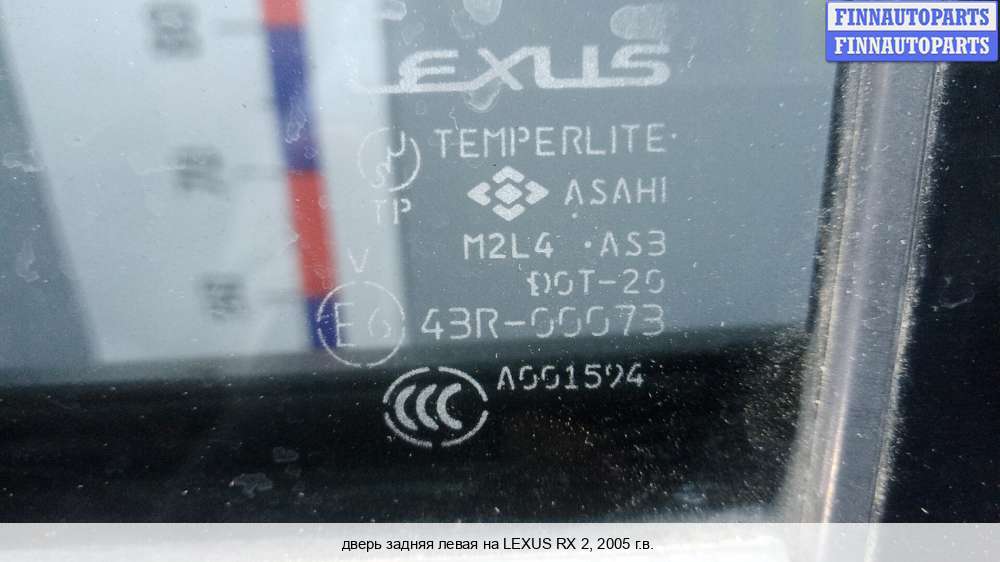 FINNAUTOPARTS
FINNAUTOPARTS
LEXUS
TEMPERLITE
TP
ASAHI
M2L4 ·AS3
DOT-20
V
E6 43R-00073
CCC A001594
дверь задняя левая на LEXUS RX 2, 2005 г.в.